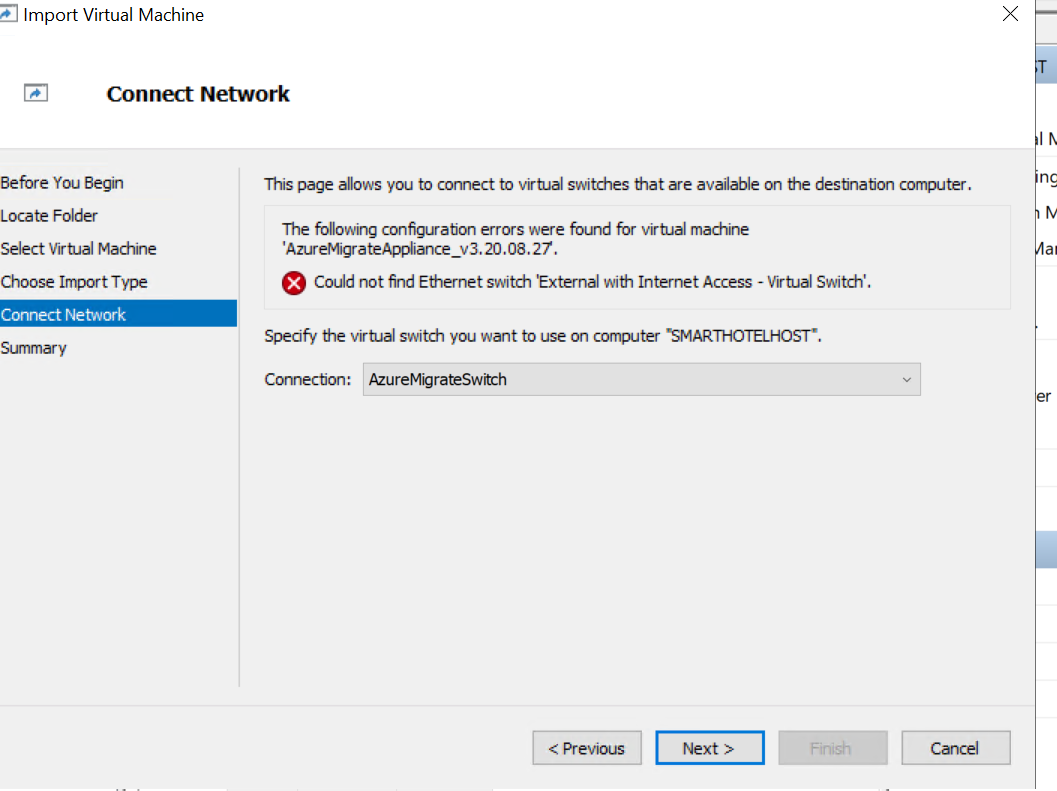 Import Virtual Machine
Connect Network
Before You Begin
Locate Folder
Select Virtual Machine
Choose Import Type
Connect Network
Summary
This page allows you to connect to virtual switches that are available on the destination computer.
The following configuration errors were found for virtual machine
'AzureMigrateAppliance_v3.20.08.27'.
Could not find Ethernet switch 'External with Internet Access - Virtual Switch'.
Specify the virtual switch you want to use on computer "SMARTHOTELHOST".
Connection: AzureMigrateSwitch
< Previous Next > Finish Cancel